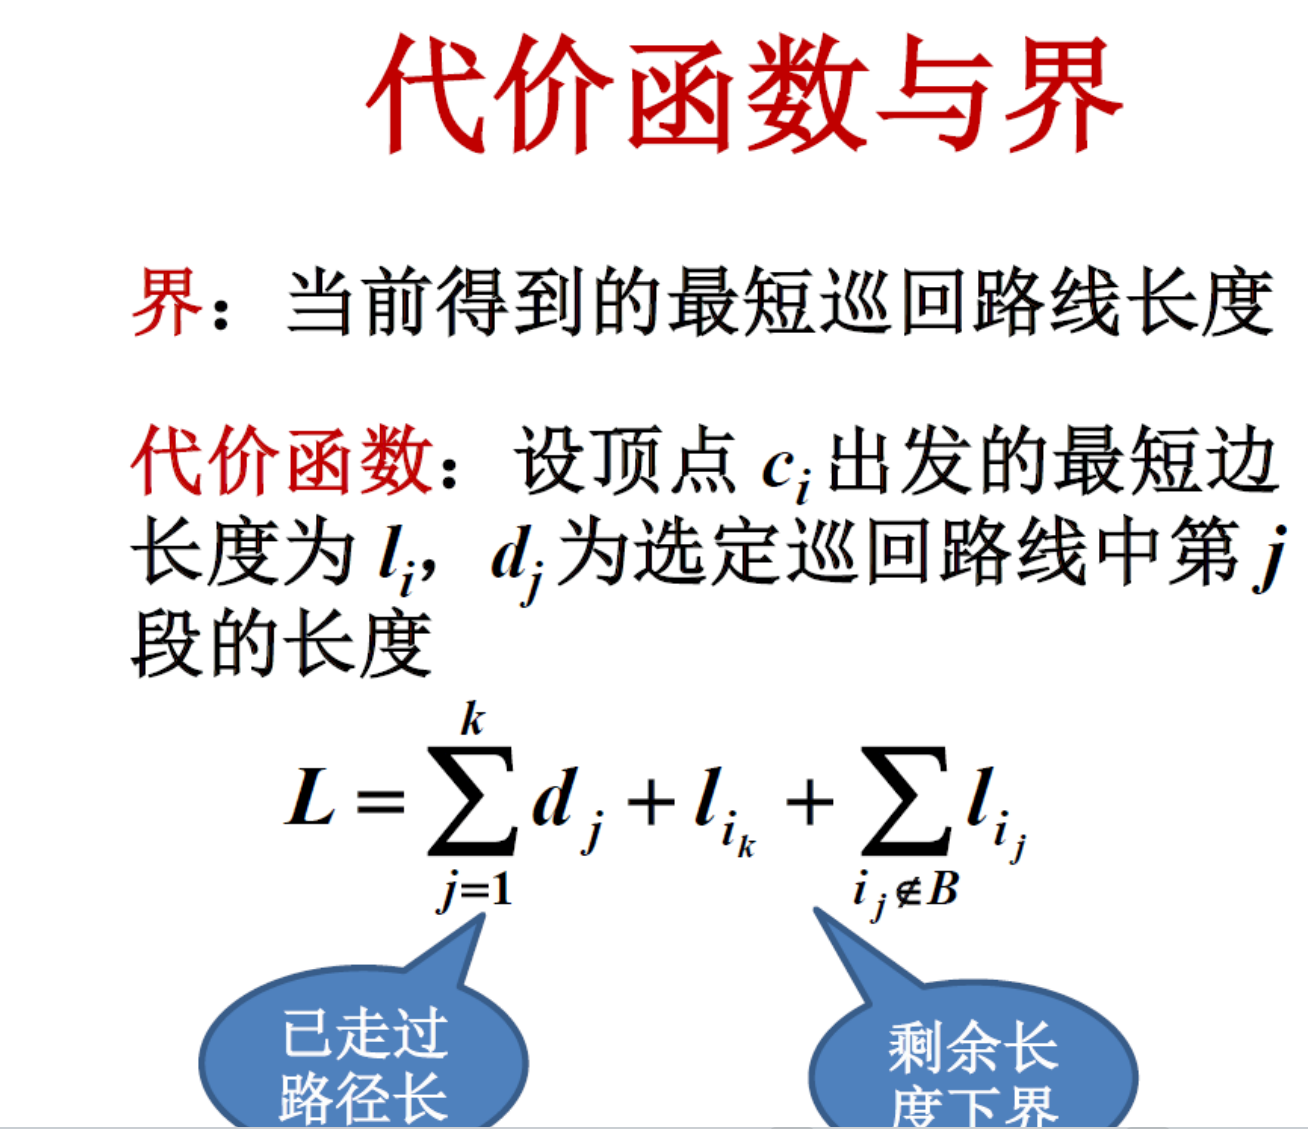 代价函数与界
界：当前得到的最短巡回路线长度
代价函数：设顶点 cᵢ 出发的最短边
长度为 lᵢ，dⱼ 为选定巡回路线中第 j
段的长度
L = \sum_{j=1}^{k} d_j + l_{i_k} + \sum_{i_j \notin B} l_{i_j}
已走过
路径长
剩余长
度下界